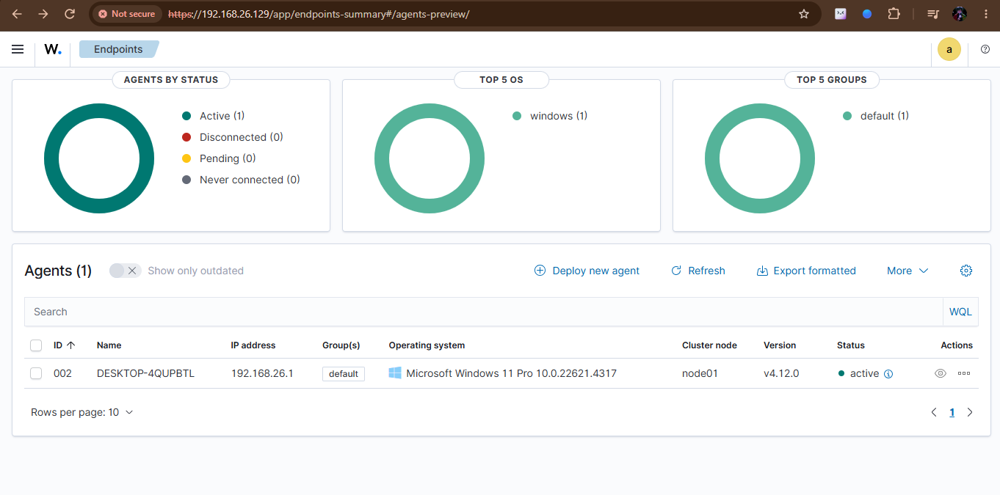 Not secure https://192.168.26.129/app/endpoints-summary#/agents-preview/
W. Endpoints a
AGENTS BY STATUS
Active (1)
Disconnected (0)
Pending (0)
Never connected (0)
TOP 5 OS
windows (1)
TOP 5 GROUPS
default (1)
Agents (1) Show only outdated Deploy new agent Refresh Export formatted More
Search WQL
ID Name IP address Group(s) Operating system Cluster node Version Status Actions
002 DESKTOP-4QUPBTL 192.168.26.1 default Microsoft Windows 11 Pro 10.0.22621.4317 node01 v4.12.0 active
Rows per page: 10 1